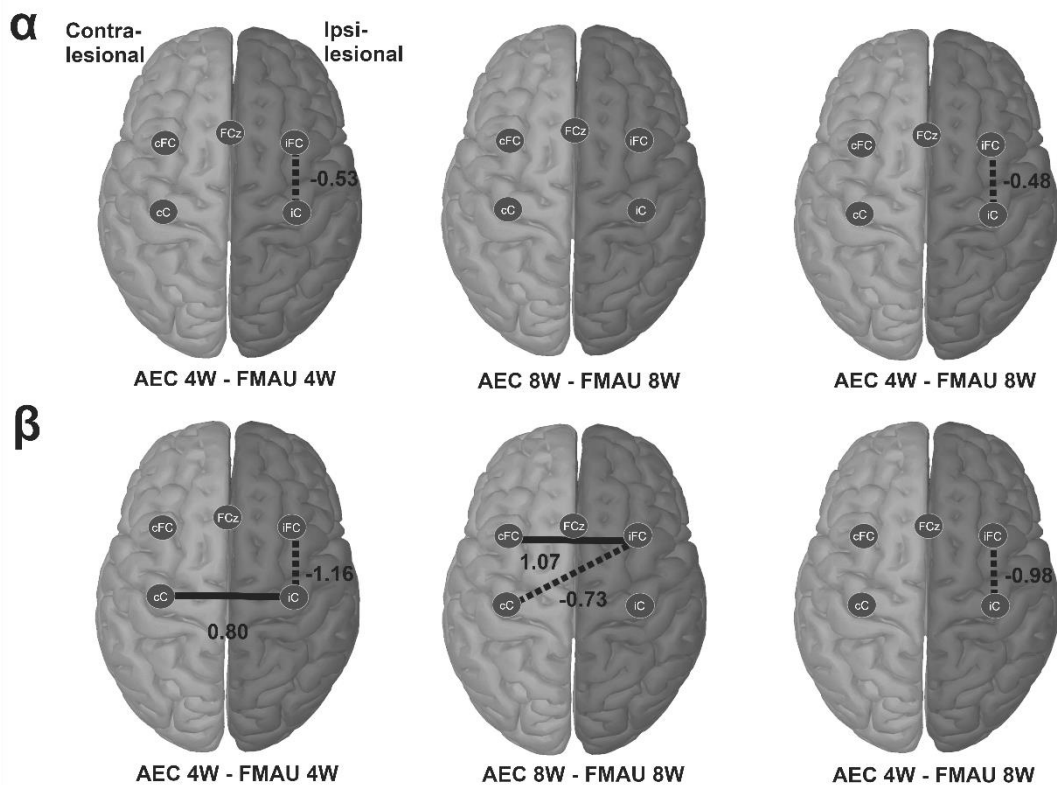 α
Contra-
lesional
Ipsi-
lesional
FCz
cFC
iFC
-0.53
cC
iC
AEC 4W - FMAU 4W
FCz
cFC
iFC
cC
iC
AEC 8W - FMAU 8W
FCz
cFC
iFC
-0.48
cC
iC
AEC 4W - FMAU 8W
β
FCz
cFC
iFC
-1.16
cC
iC
0.80
AEC 4W - FMAU 4W
FCz
cFC
iFC
1.07
-0.73
cC
iC
AEC 8W - FMAU 8W
FCz
cFC
iFC
-0.98
cC
iC
AEC 4W - FMAU 8W